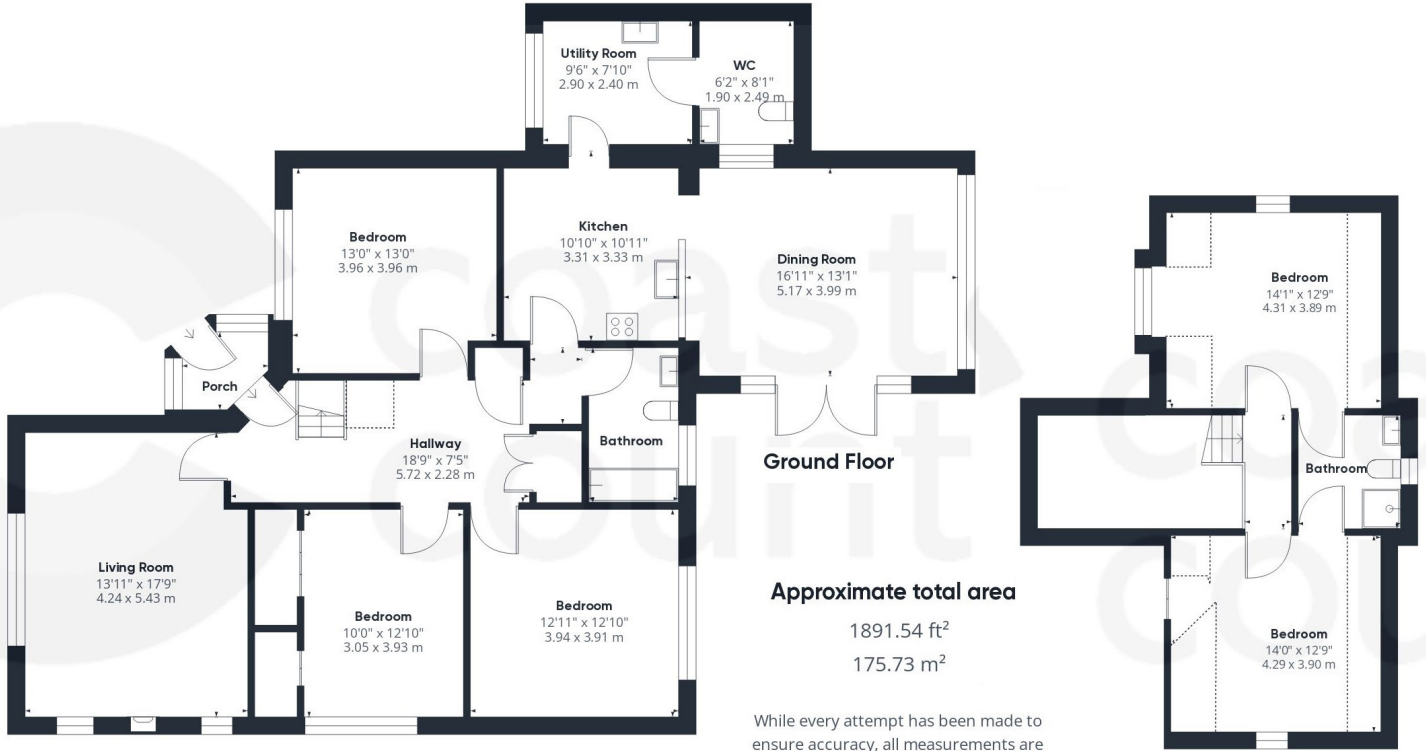 Utility Room
9'6" x 7'10"
2.90 x 2.40 m
WC
6'2" x 8'1"
1.90 x 2.49 m
Bedroom
13'0" x 13'0"
3.96 x 3.96 m
Kitchen
10'10" x 10'11"
3.31 x 3.33 m
Dining Room
16'11" x 13'1"
5.17 x 3.99 m
Porch
Hallway
18'9" x 7'5"
5.72 x 2.28 m
Bathroom
Living Room
13'11" x 17'9"
4.24 x 5.43 m
Bedroom
10'0" x 12'10"
3.05 x 3.93 m
Bedroom
12'11" x 12'10"
3.94 x 3.91 m
Ground Floor
Bedroom
14'1" x 12'9"
4.31 x 3.89 m
Bathroom
Bedroom
14'0" x 12'9"
4.29 x 3.90 m
Approximate total area
1891.54 ft²
175.73 m²
While every attempt has been made to
ensure accuracy, all measurements are
coast
count